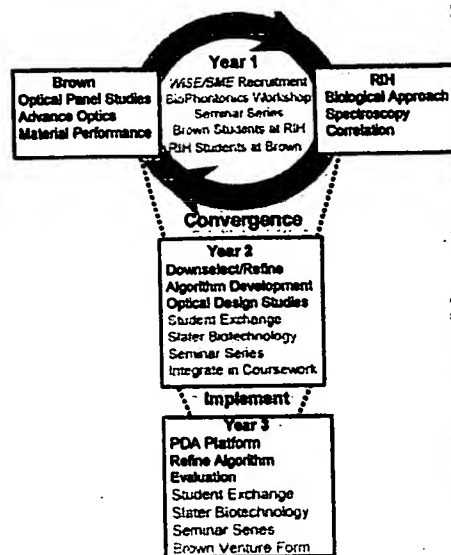 Year 1
WISE/SME Recruitment
BioPhontonics Workshop
Seminar Series
Brown Students at RIH
RIH Students at Brown
Brown
Optical Panel Studies
Advance Optics
Material Performance
RIH
Biological Approach
Spectroscopy
Correlation
Convergence
Year 2
Downselect/Refine
Algorithm Development
Optical Design Studies
Student Exchange
Slater Biotechnology
Seminar Series
Integrate in Coursework
Implement
Year 3
PDA Platform
Refine Algorithm
Evaluation
Student Exchange
Slater Biotechnology
Seminar Series
Brown Venture Form